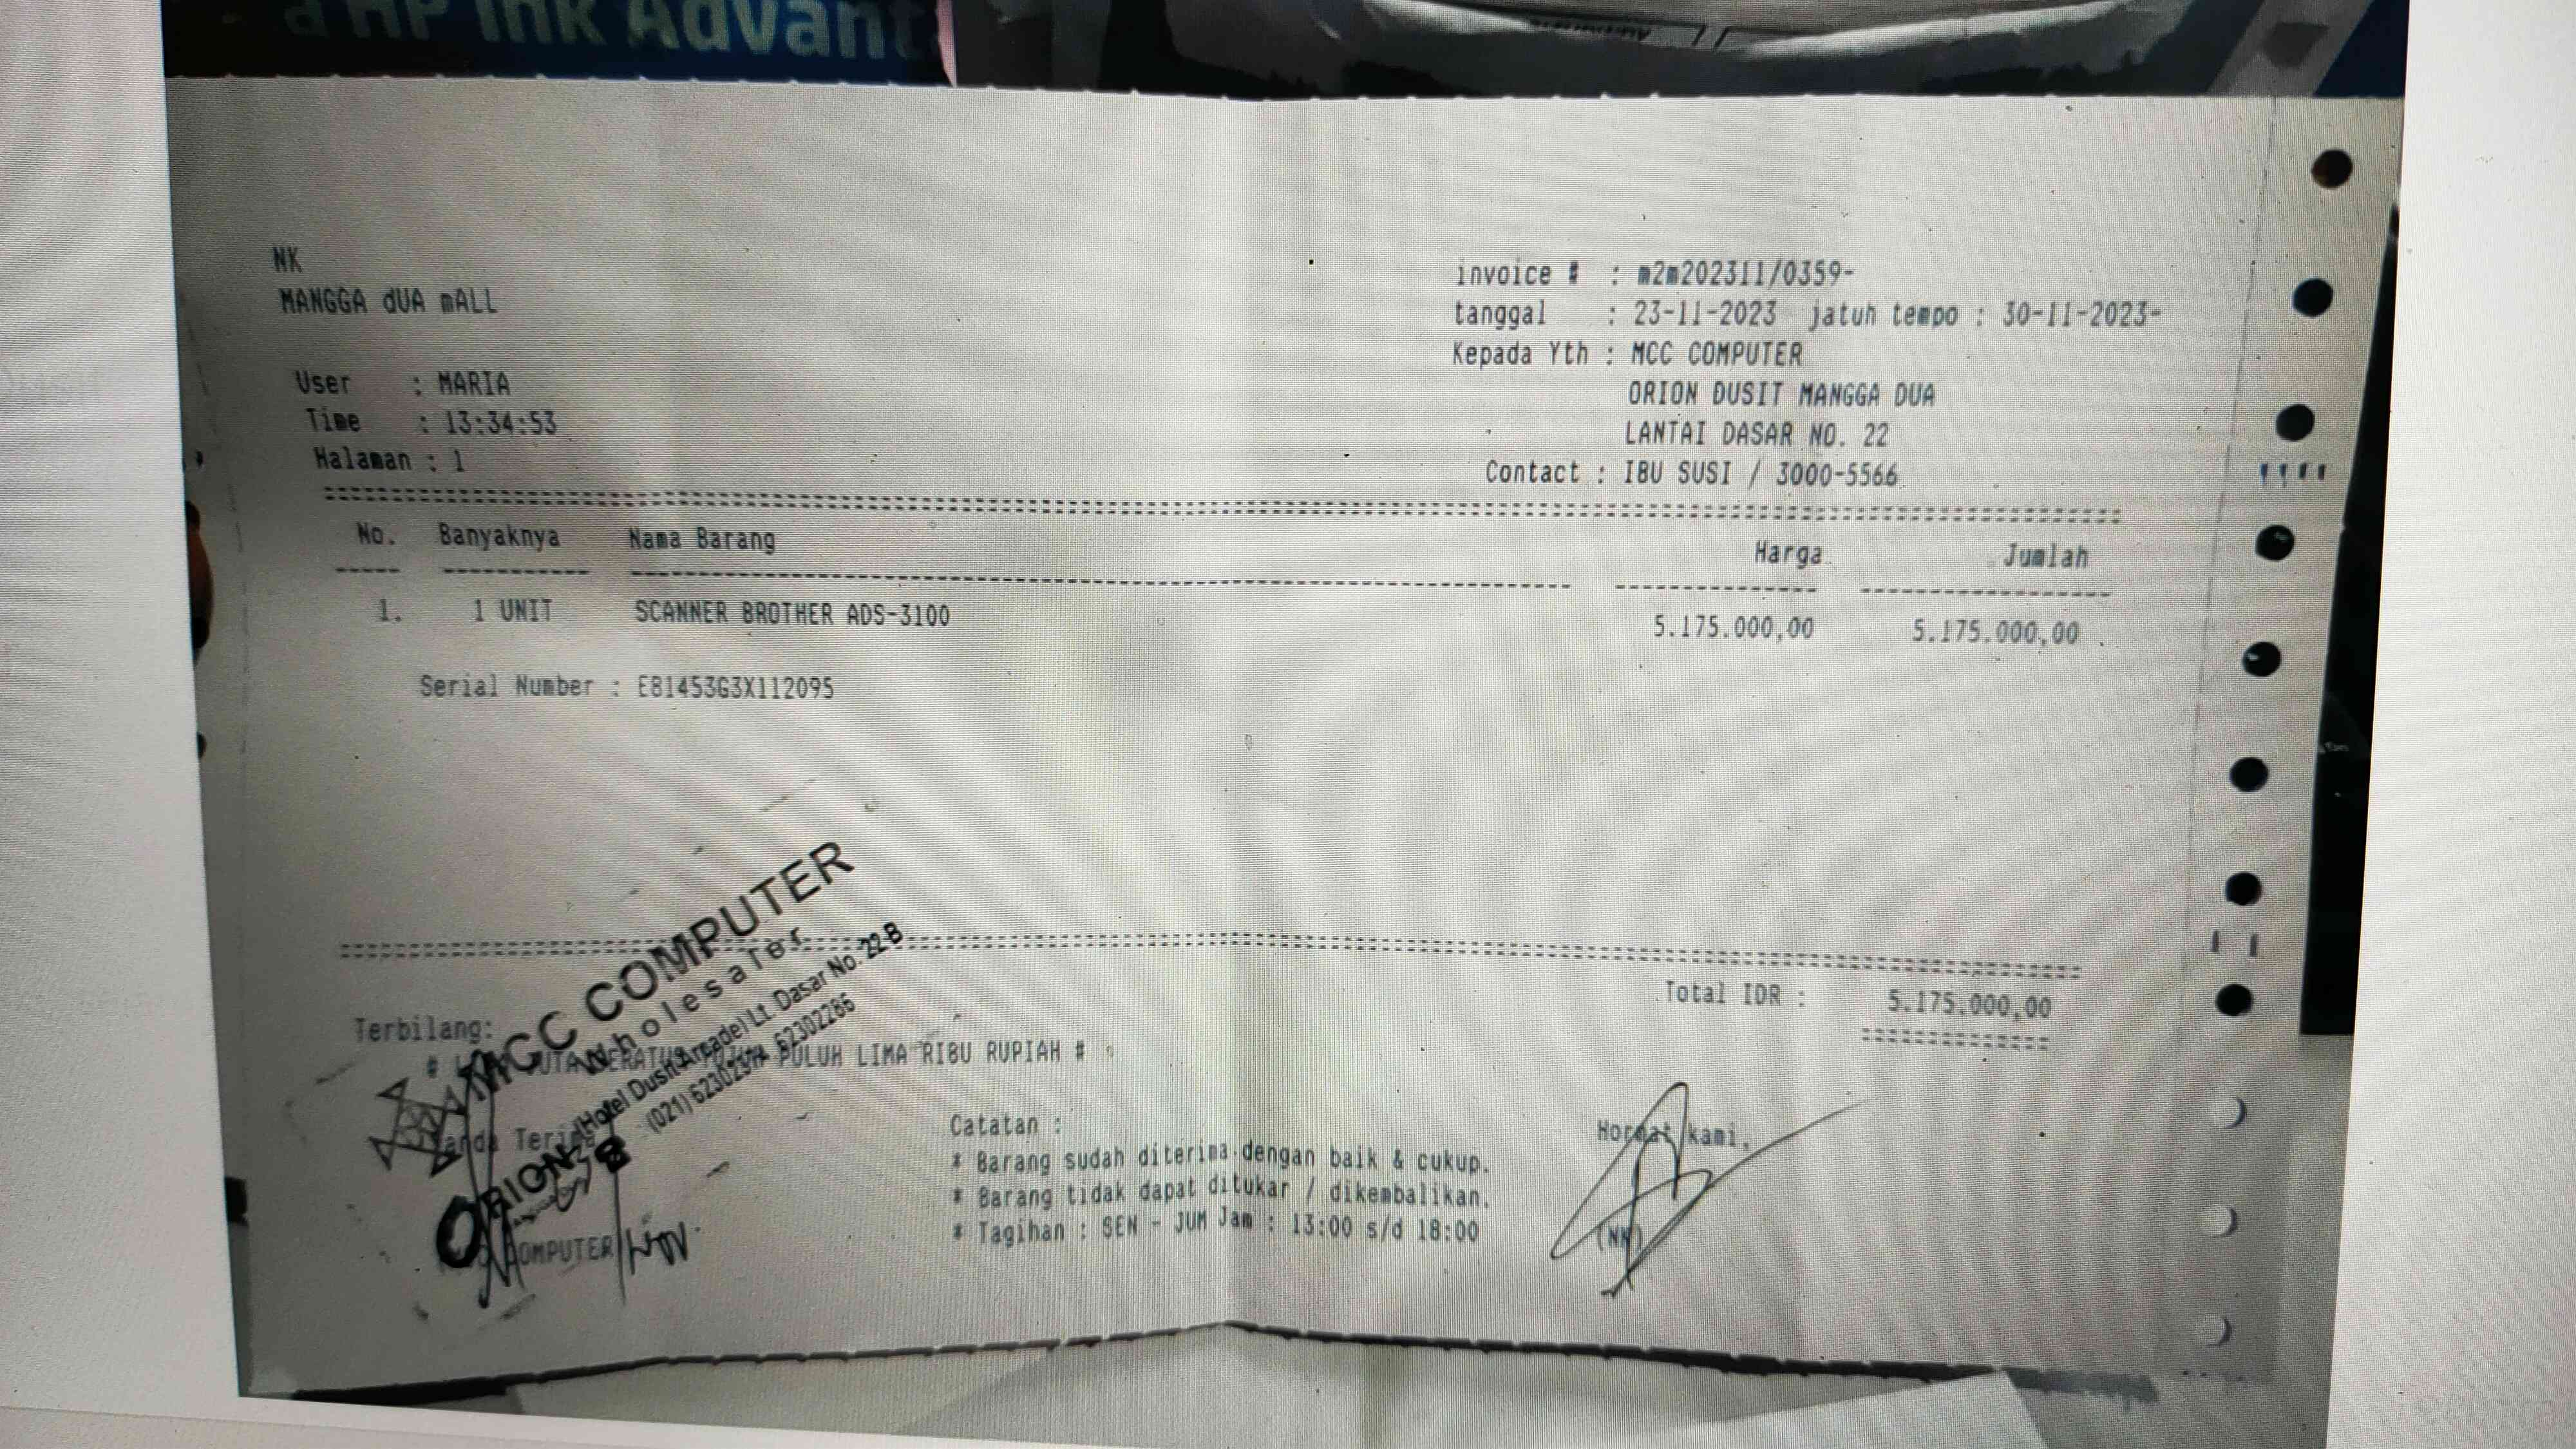 HP Ink Advant
NK
MANGGA dUA mALL
User : MARIA
Time : 13:34:53
Halaman : 1
invoice # : m2m202311/0359-
tanggal : 23-11-2023 jatuh tempo : 30-11-2023-
Kepada Yth : MCC COMPUTER
ORION DUSIT MANGGA DUA
LANTAI DASAR NO. 22
Contact : IBU SUSI / 3000-5566
No. Banyaknya Nama Barang Harga Jumlah
1. 1 UNIT SCANNER BROTHER ADS-3100 5.175.000,00 5.175.000,00
Serial Number : E81453G3X112095
Total IDR : 5.175.000,00
Terbilang:
# PULUH LIMA RIBU RUPIAH #
MCC COMPUTER
Wholesaler
ORION (Hotel Dusit Arcade) Lt. Dasar No. 22 B
(021) 62302286
Catatan :
* Barang sudah diterima dengan baik & cukup.
* Barang tidak dapat ditukar / dikembalikan.
* Tagihan : SEN - JUM Jam : 13:00 s/d 18:00
Hormat kami,
(NK)
COMPUTER